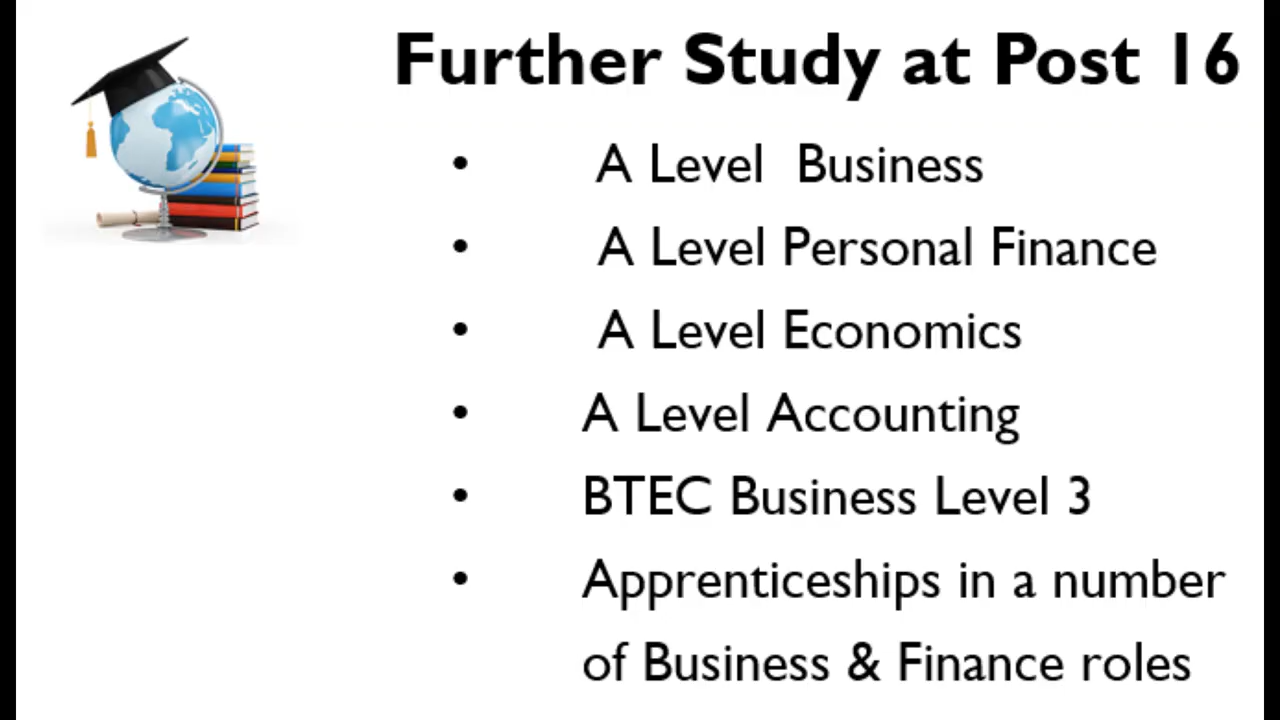 Further Study at Post 16
• A Level Business
• A Level Personal Finance
• A Level Economics
• A Level Accounting
• BTEC Business Level 3
• Apprenticeships in a number
of Business & Finance roles